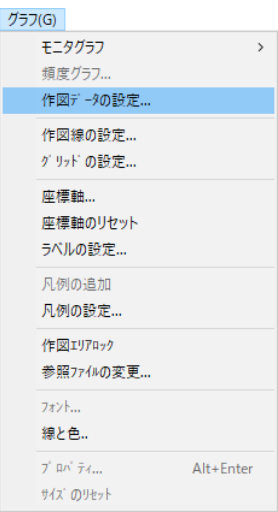 グラフ(G)
モニタグラフ >
頻度グラフ...
作図ﾃﾞｰﾀの設定...
作図線の設定...
ｸﾞﾘｯﾄﾞの設定...
座標軸...
座標軸のリセット
ﾗﾍﾞﾙの設定...
凡例の追加
凡例の設定...
作図ｴﾘｱﾛｯｸ
参照ﾌｧｲﾙの変更...
ﾌｫﾝﾄ...
線と色..
ﾌﾟﾛﾊﾟﾃｨ... Alt+Enter
ｻｲｽﾞのﾘｾｯﾄ